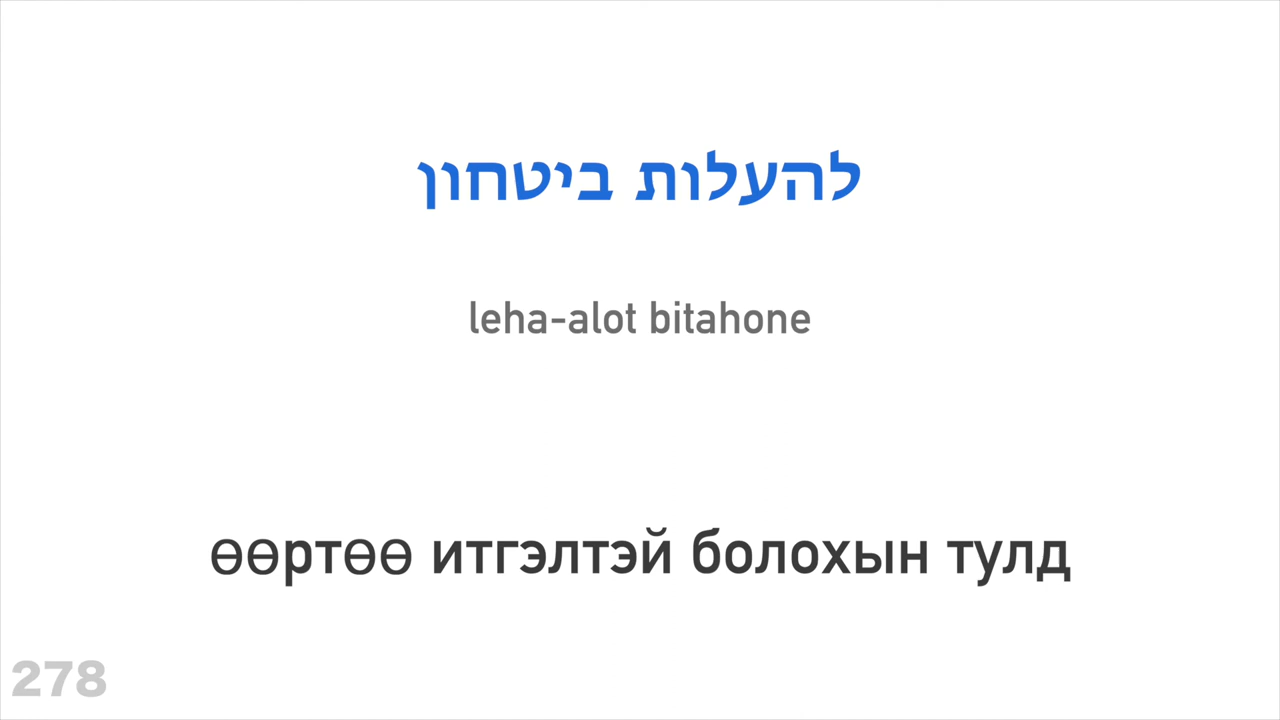 להעלות ביטחון
leha-alot bitahone
өөртөө итгэлтэй болохын тулд
278